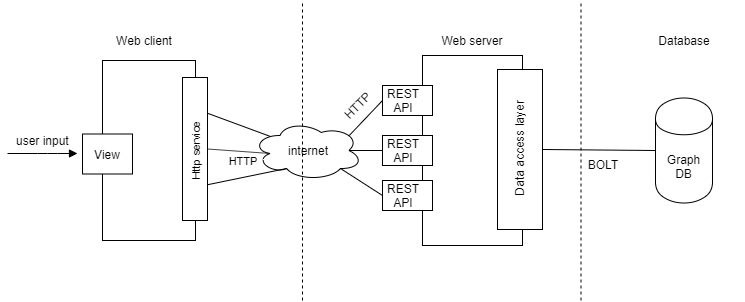 Web client
Web server
Database
user input
View
Http service
HTTP
internet
HTTP
REST
API
REST
API
REST
API
Data access layer
BOLT
Graph
DB